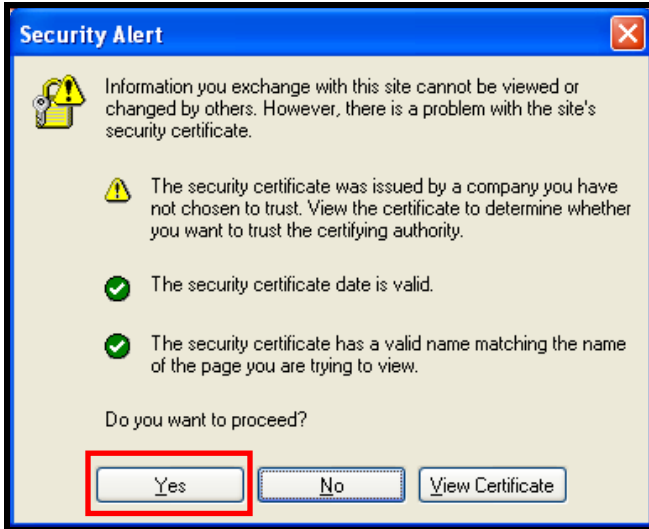 Security Alert
Information you exchange with this site cannot be viewed or
changed by others. However, there is a problem with the site's
security certificate.
The security certificate was issued by a company you have
not chosen to trust. View the certificate to determine whether
you want to trust the certifying authority.
The security certificate date is valid.
The security certificate has a valid name matching the name
of the page you are trying to view.
Do you want to proceed?
Yes No View Certificate